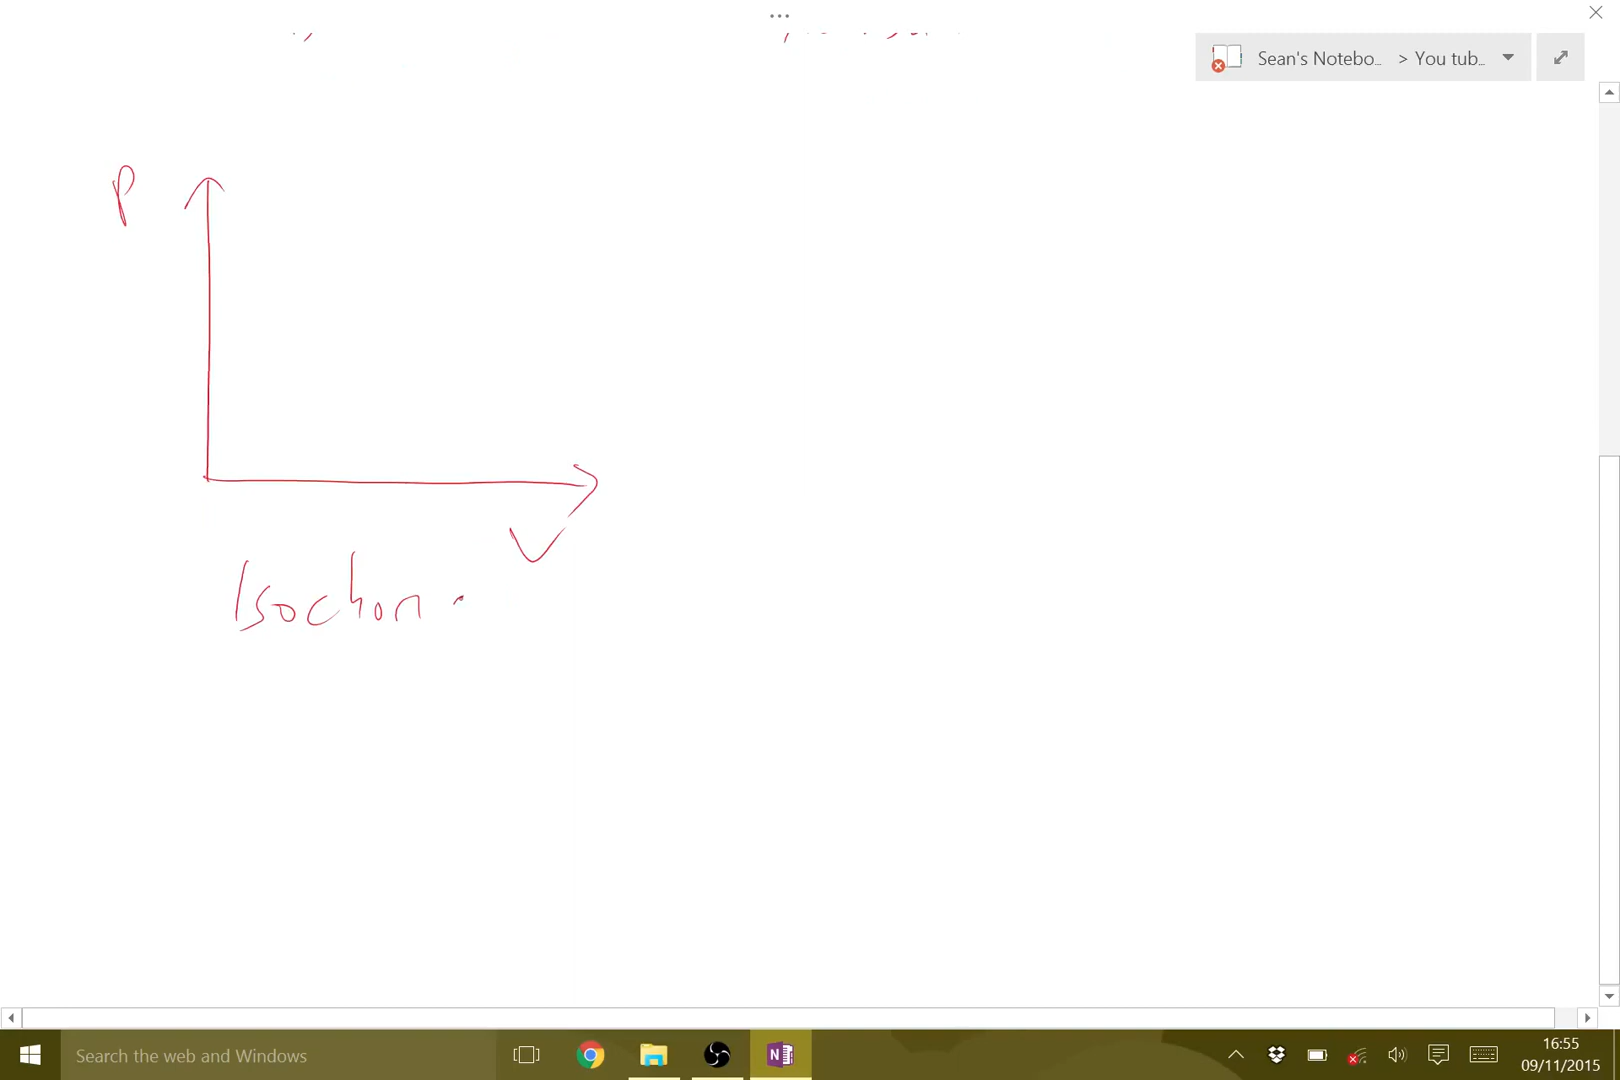 Sean's Notebo... > You tub...
P
V
Isochor
Search the web and Windows
16:55
09/11/2015